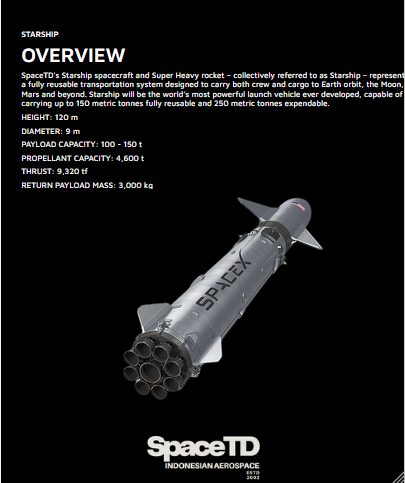 STARSHIP
OVERVIEW
SpaceTD's Starship spacecraft and Super Heavy rocket – collectively referred to as Starship – represent
a fully reusable transportation system designed to carry both crew and cargo to Earth orbit, the Moon,
Mars and beyond. Starship will be the world's most powerful launch vehicle ever developed, capable of
carrying up to 150 metric tonnes fully reusable and 250 metric tonnes expendable.
HEIGHT: 120 m
DIAMETER: 9 m
PAYLOAD CAPACITY: 100 - 150 t
PROPELLANT CAPACITY: 4,600 t
THRUST: 9,320 tf
RETURN PAYLOAD MASS: 3,000 kg
SPACEX
SpaceTD
INDONESIAN AEROSPACE
ESTD
2002